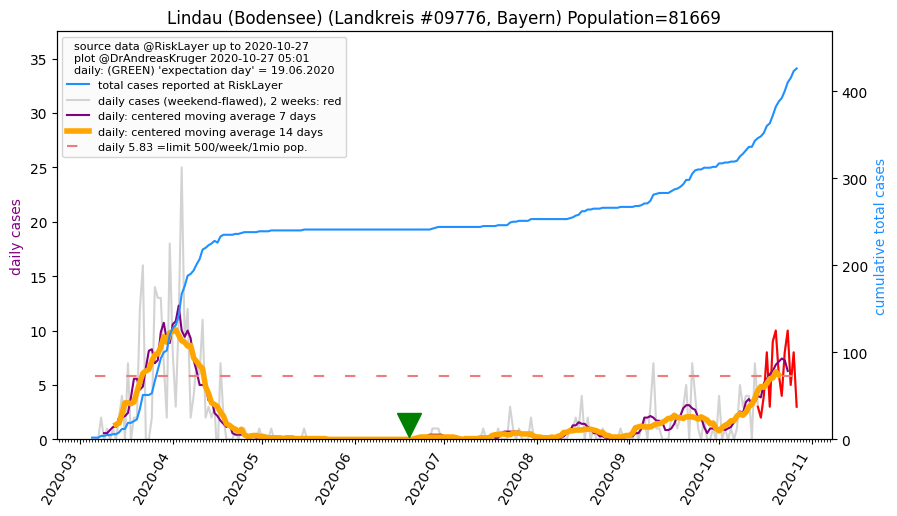 Lindau (Bodensee) (Landkreis #09776, Bayern) Population=81669
source data @RiskLayer up to 2020-10-27
plot @DrAndreasKruger 2020-10-27 05:01
daily: (GREEN) 'expectation day' = 19.06.2020
total cases reported at RiskLayer
daily cases (weekend-flawed), 2 weeks: red
daily: centered moving average 7 days
daily: centered moving average 14 days
daily 5.83 =limit 500/week/1mio pop.
daily cases
35
30
25
20
15
10
5
0
cumulative total cases
400
300
200
100
0
2020-03
2020-04
2020-05
2020-06
2020-07
2020-08
2020-09
2020-10
2020-11